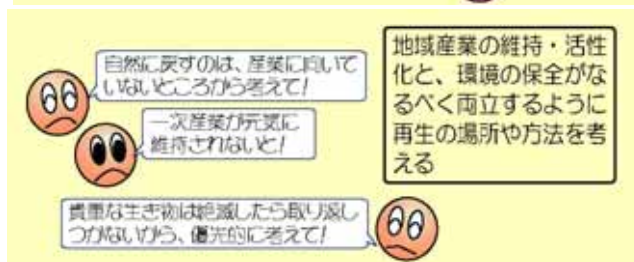 自然に戻すのは、産業に向いて
いないところから考えて!
一次産業が元気に
維持されないと!
貴重な生き物は絶滅したら取り返し
つかないから、優先的に考えて!
地域産業の維持・活性
化と、環境の保全がな
るべく両立するように
再生の場所や方法を考
える